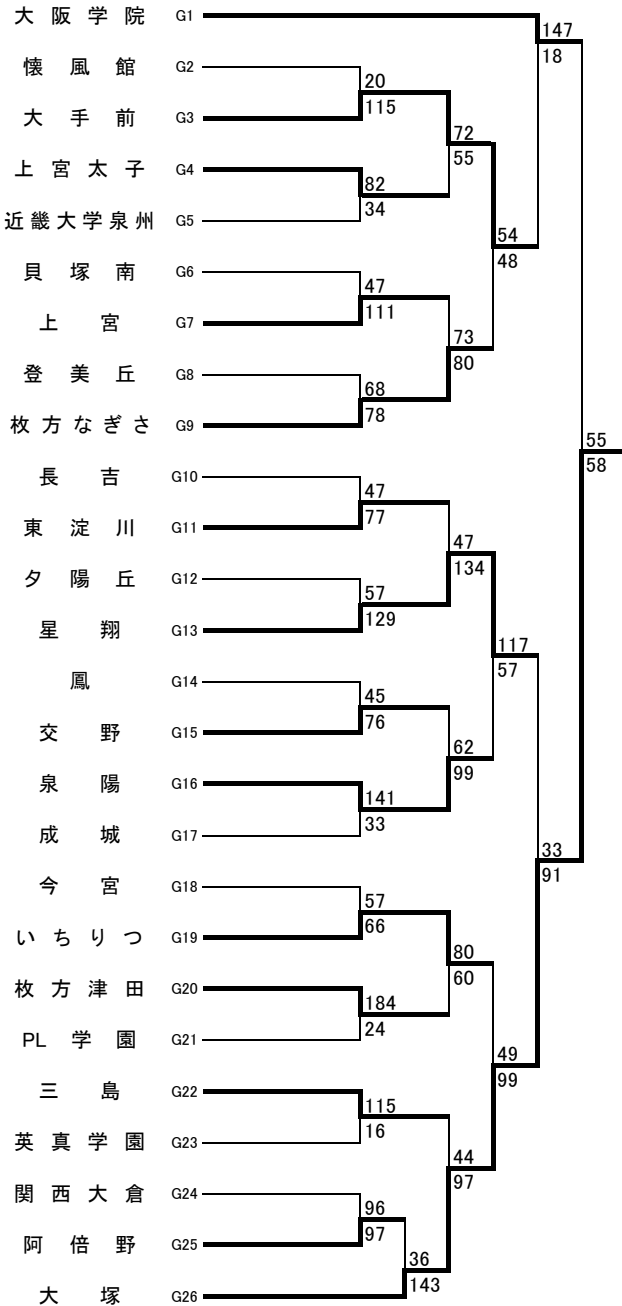 大阪学院 G1
147
18
懐風館 G2
20
大手前 G3
115
72
55
上宮太子 G4
82
近畿大学泉州 G5
34
54
48
貝塚南 G6
47
上宮 G7
111
73
80
登美丘 G8
68
枚方なぎさ G9
78
55
58
長吉 G10
47
東淀川 G11
77
47
134
夕陽丘 G12
57
星翔 G13
129
117
57
鳳 G14
45
交野 G15
76
62
99
泉陽 G16
141
成城 G17
33
33
91
今宮 G18
57
いちりつ G19
66
80
60
枚方津田 G20
184
PL学園 G21
24
49
99
三島 G22
115
英真学園 G23
16
44
97
関西大倉 G24
96
阿倍野 G25
97
36
大塚 G26
143